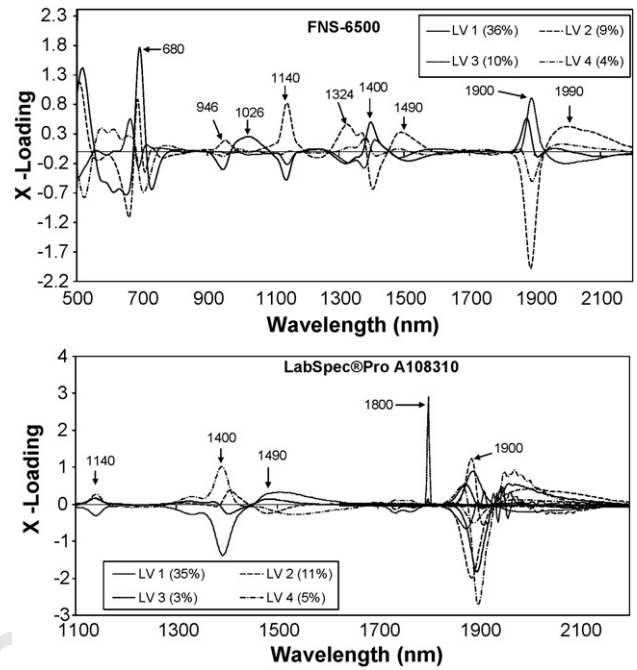 FNS-6500
LV 1 (36%) LV 2 (9%)
LV 3 (10%) LV 4 (4%)
2.3
1.8
1.3
0.8
0.3
-0.2
-0.7
-1.2
-1.7
-2.2
X -Loading
680
946
1026
1140
1324
1400
1490
1900
1990
500 700 900 1100 1300 1500 1700 1900 2100
Wavelength (nm)
LabSpec®Pro A108310
4
3
2
1
0
-1
-2
-3
X -Loading
1140
1400
1490
1800
1900
LV 1 (35%) LV 2 (11%)
LV 3 (3%) LV 4 (5%)
1100 1300 1500 1700 1900 2100
Wavelength (nm)